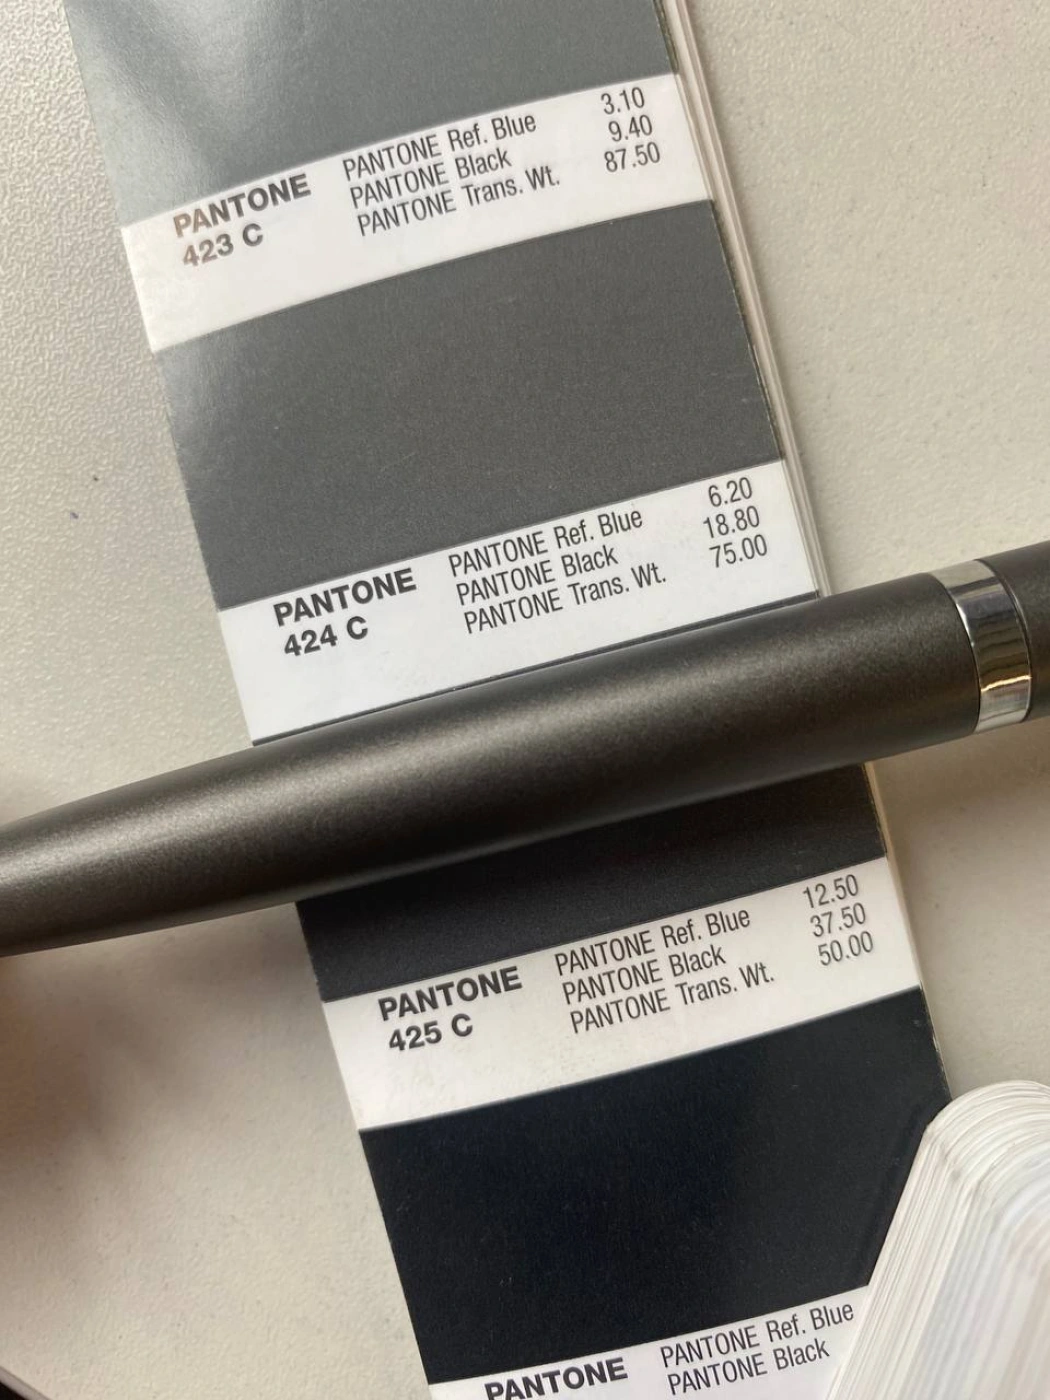 PANTONE
423 C
PANTONE Ref. Blue 3.10
PANTONE Black 9.40
PANTONE Trans. Wt. 87.50
PANTONE
424 C
PANTONE Ref. Blue 6.20
PANTONE Black 18.80
PANTONE Trans. Wt. 75.00
PANTONE
425 C
PANTONE Ref. Blue 12.50
PANTONE Black 37.50
PANTONE Trans. Wt. 50.00
PANTONE
PANTONE Ref. Blue
PANTONE Black